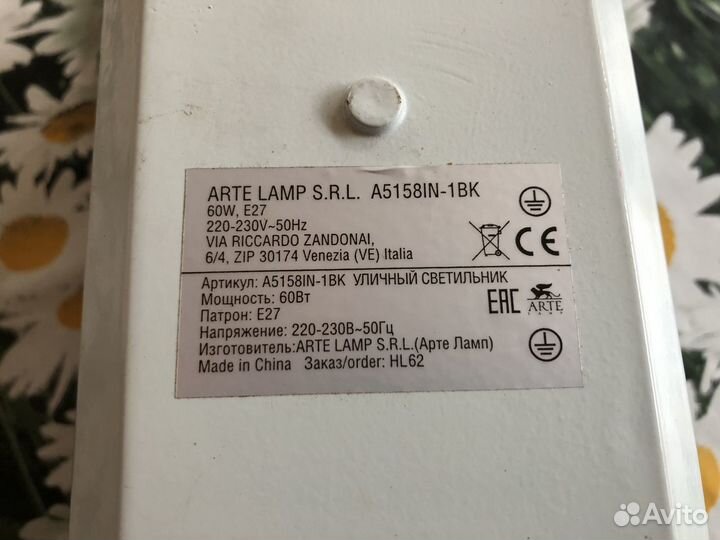 ARTE LAMP S.R.L. A5158IN-1BK
60W, E27
220-230V~50Hz
VIA RICCARDO ZANDONAI,
6/4, ZIP 30174 Venezia (VE) Italia
CE
Артикул: A5158IN-1BK УЛИЧНЫЙ СВЕТИЛЬНИК
Мощность: 60Вт
Патрон: E27
Напряжение: 220-230В~50Гц
Изготовитель:ARTE LAMP S.R.L.(Арте Ламп)
Made in China Заказ/order: HL62
EAC
ARTE
Avito